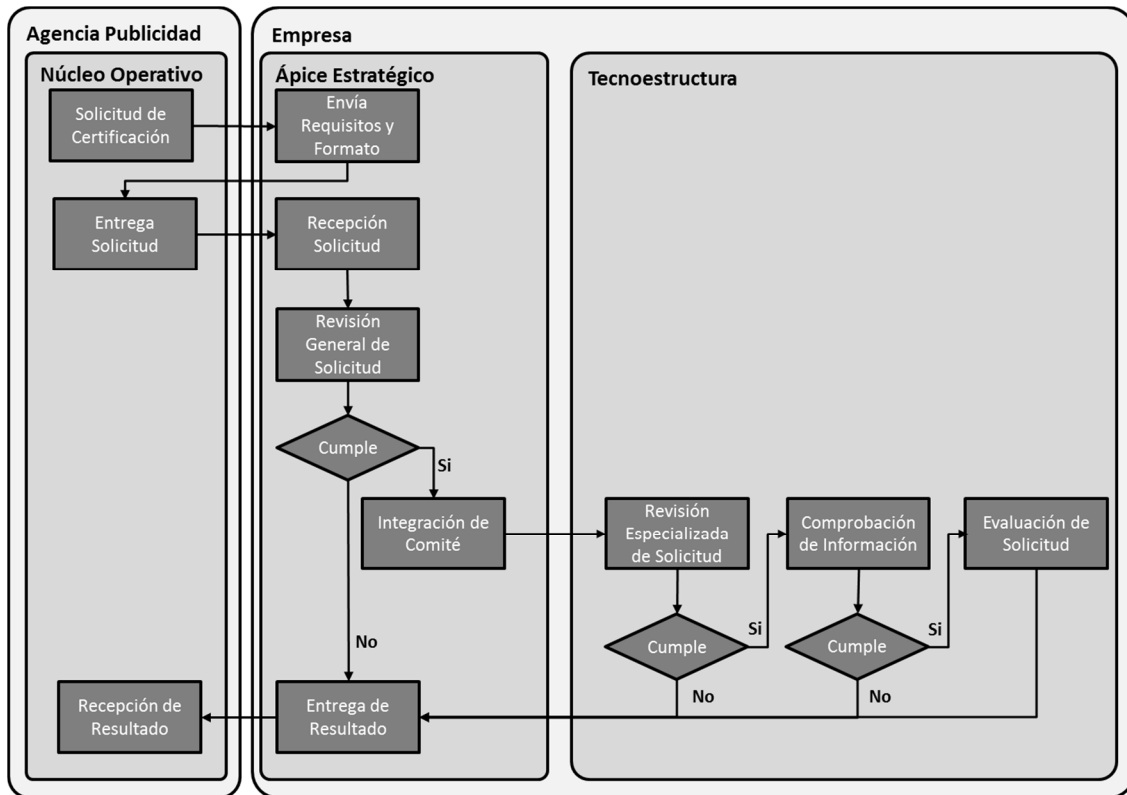 Agencia Publicidad
Empresa
Núcleo Operativo
Ápice Estratégico
Tecnoestructura
Solicitud de
Certificación
Envía
Requisitos y
Formato
Entrega
Solicitud
Recepción
Solicitud
Revisión
General de
Solicitud
Cumple
Si
Integración de
Comité
Revisión
Especializada
de Solicitud
Comprobación
de Información
Evaluación de
Solicitud
Cumple
Si
Cumple
Si
No
No
No
Recepción de
Resultado
Entrega de
Resultado